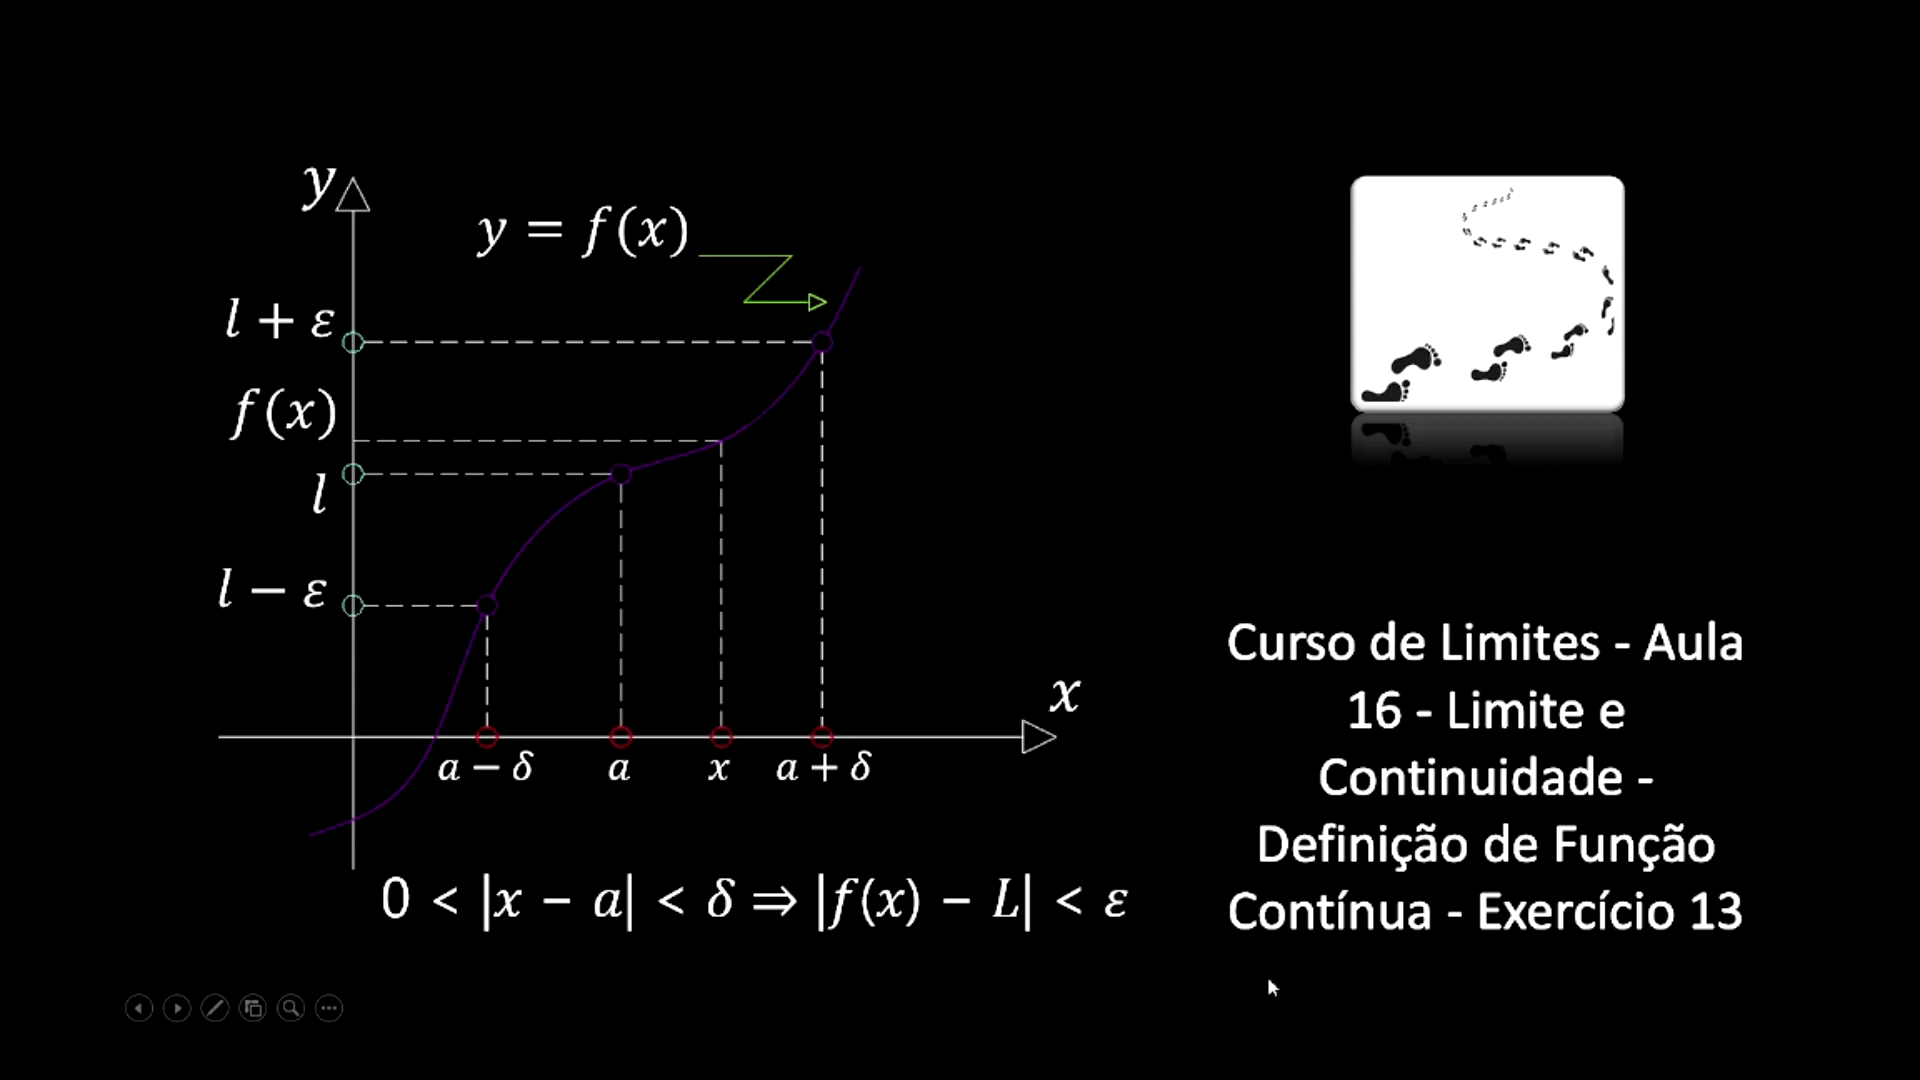 y
y = f(x)
l + ε
f(x)
l
l − ε
x
a − δ a x a + δ
0 < |x − a| < δ ⇒ |f(x) − L| < ε
Curso de Limites - Aula
16 - Limite e
Continuidade -
Definição de Função
Contínua - Exercício 13